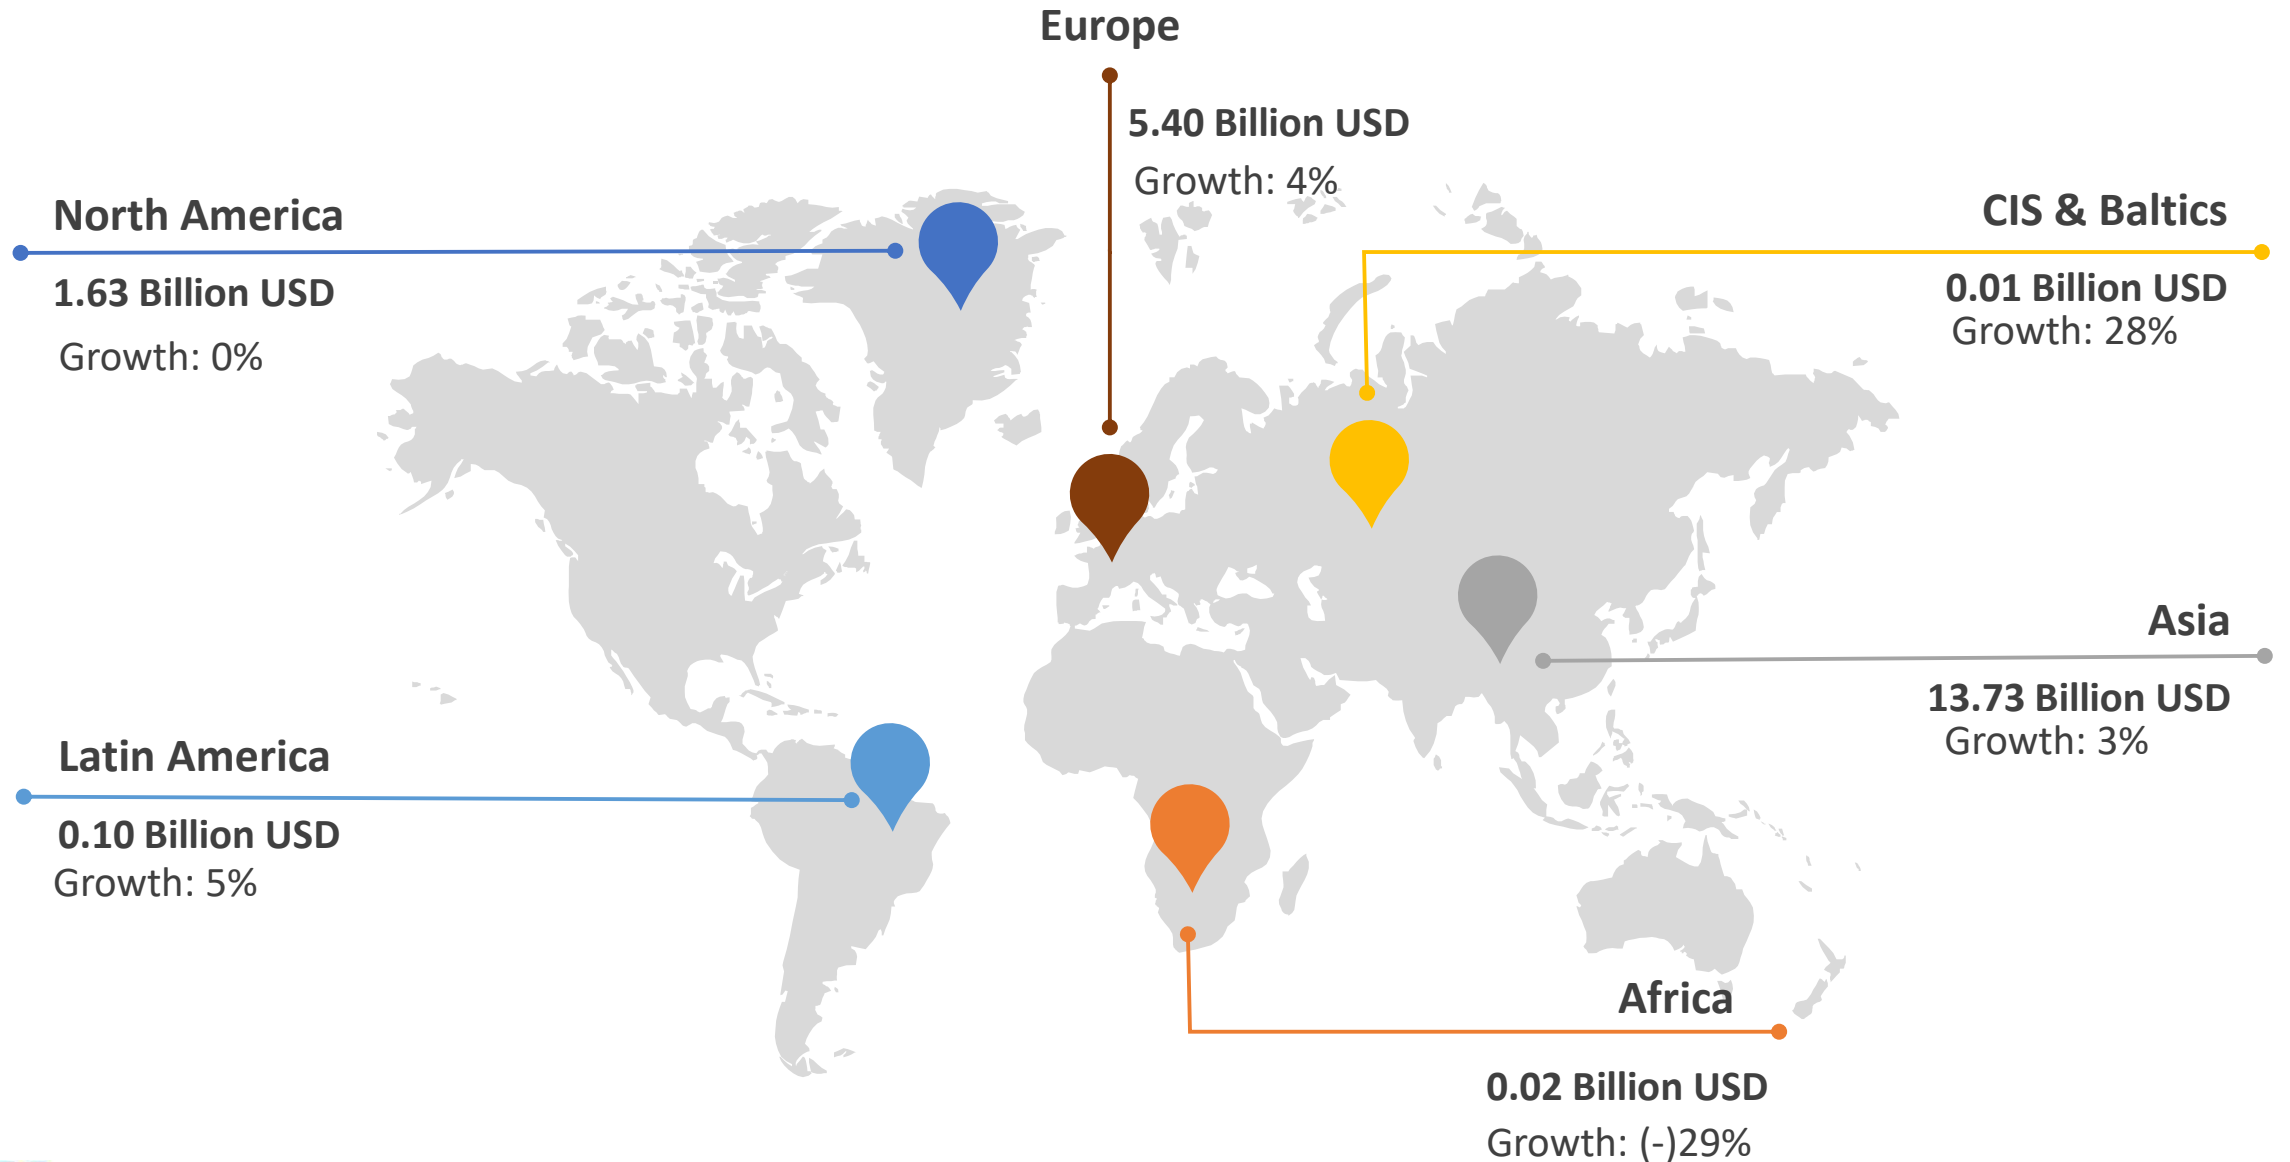 Europe
5.40 Billion USD
Growth: 4%
North America
1.63 Billion USD
Growth: 0%
CIS & Baltics
0.01 Billion USD
Growth: 28%
Asia
13.73 Billion USD
Growth: 3%
Latin America
0.10 Billion USD
Growth: 5%
Africa
0.02 Billion USD
Growth: (-)29%